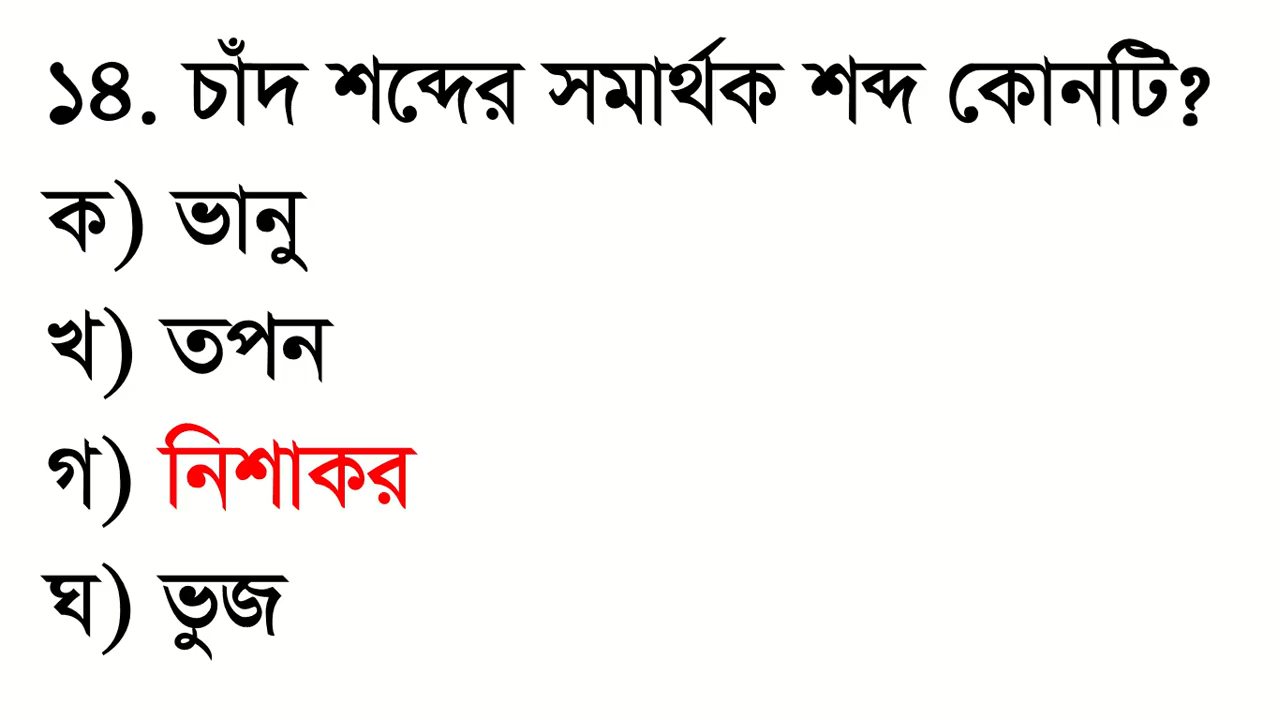 ১৪. চাঁদ শব্দের সমার্থক শব্দ কোনটি?
ক) ভানু
খ) তপন
গ) নিশাকর
ঘ) ভুজ